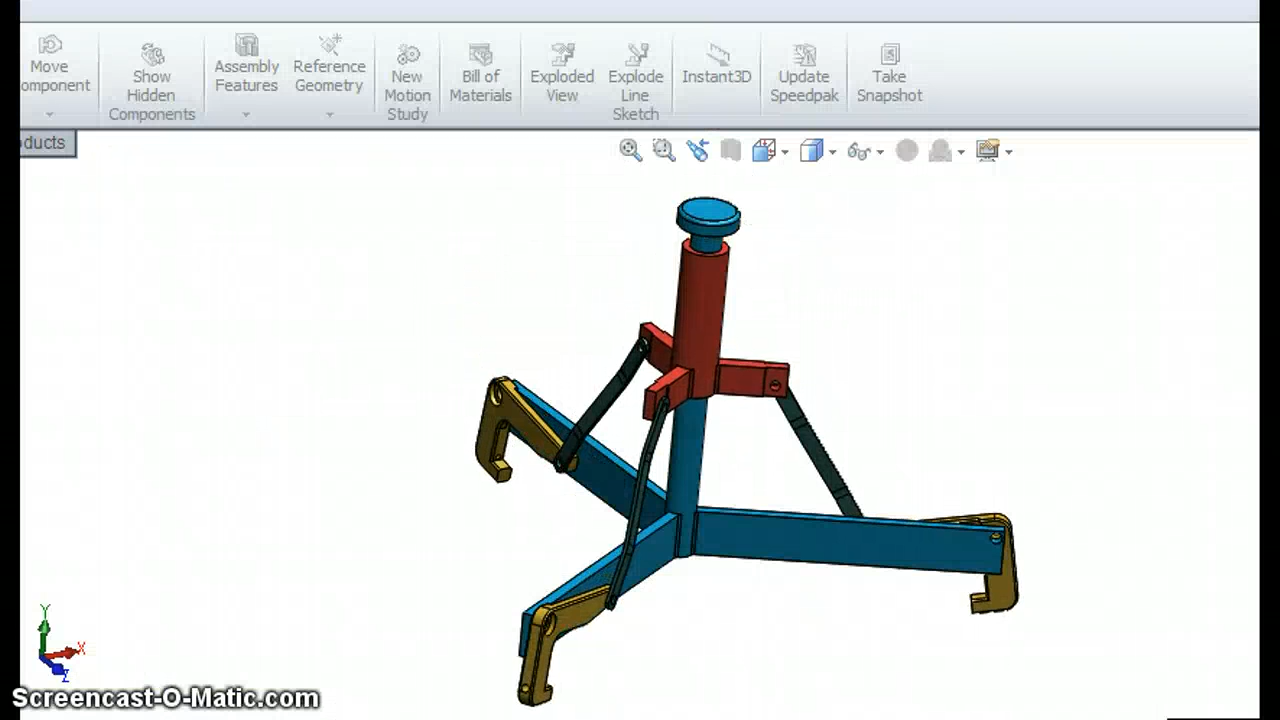 Move
omponent
Show
Hidden
Components
Assembly
Features
Reference
Geometry
New
Motion
Study
Bill of
Materials
Exploded
View
Explode
Line
Sketch
Instant3D
Update
Speedpak
Take
Snapshot
ducts
Y
X
Z
Screencast-O-Matic.com